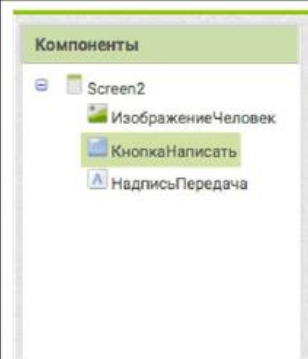 Компоненты
Screen2
ИзображениеЧеловек
КнопкаНаписать
A НадписьПередача